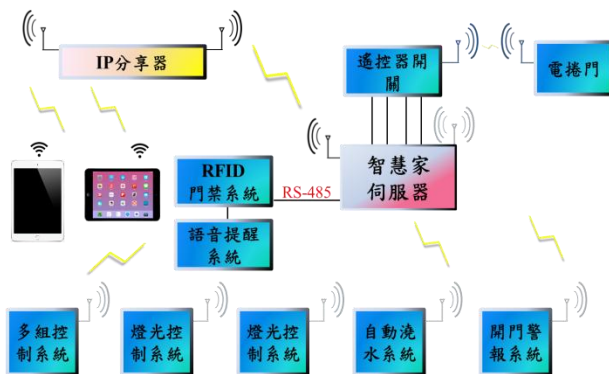 IP分享器
遙控器開
關
電捲門
RFID
門禁系統
RS-485
智慧家
伺服器
語音提醒
系統
多組控
制系統
燈光控
制系統
燈光控
制系統
自動澆
水系統
開門警
報系統